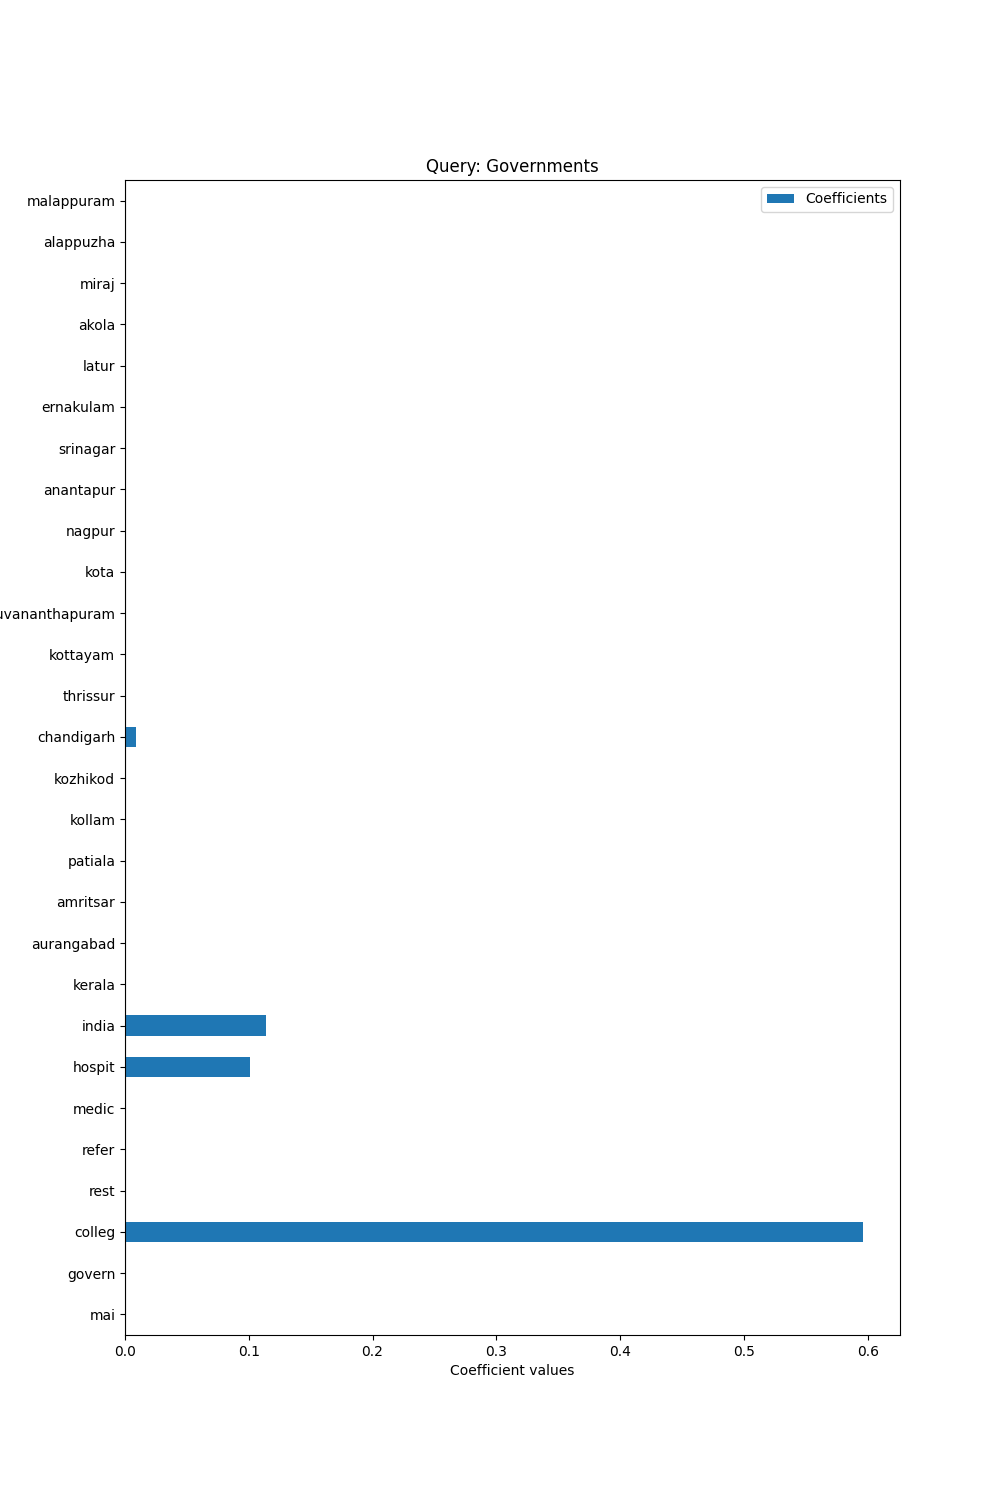 Query: Governments
Coefficients
malappuram
alappuzha
miraj
akola
latur
ernakulam
srinagar
anantapur
nagpur
kota
uvananthapuram
kottayam
thrissur
chandigarh
kozhikod
kollam
patiala
amritsar
aurangabad
kerala
india
hospit
medic
refer
rest
colleg
govern
mai
0.0 0.1 0.2 0.3 0.4 0.5 0.6
Coefficient values